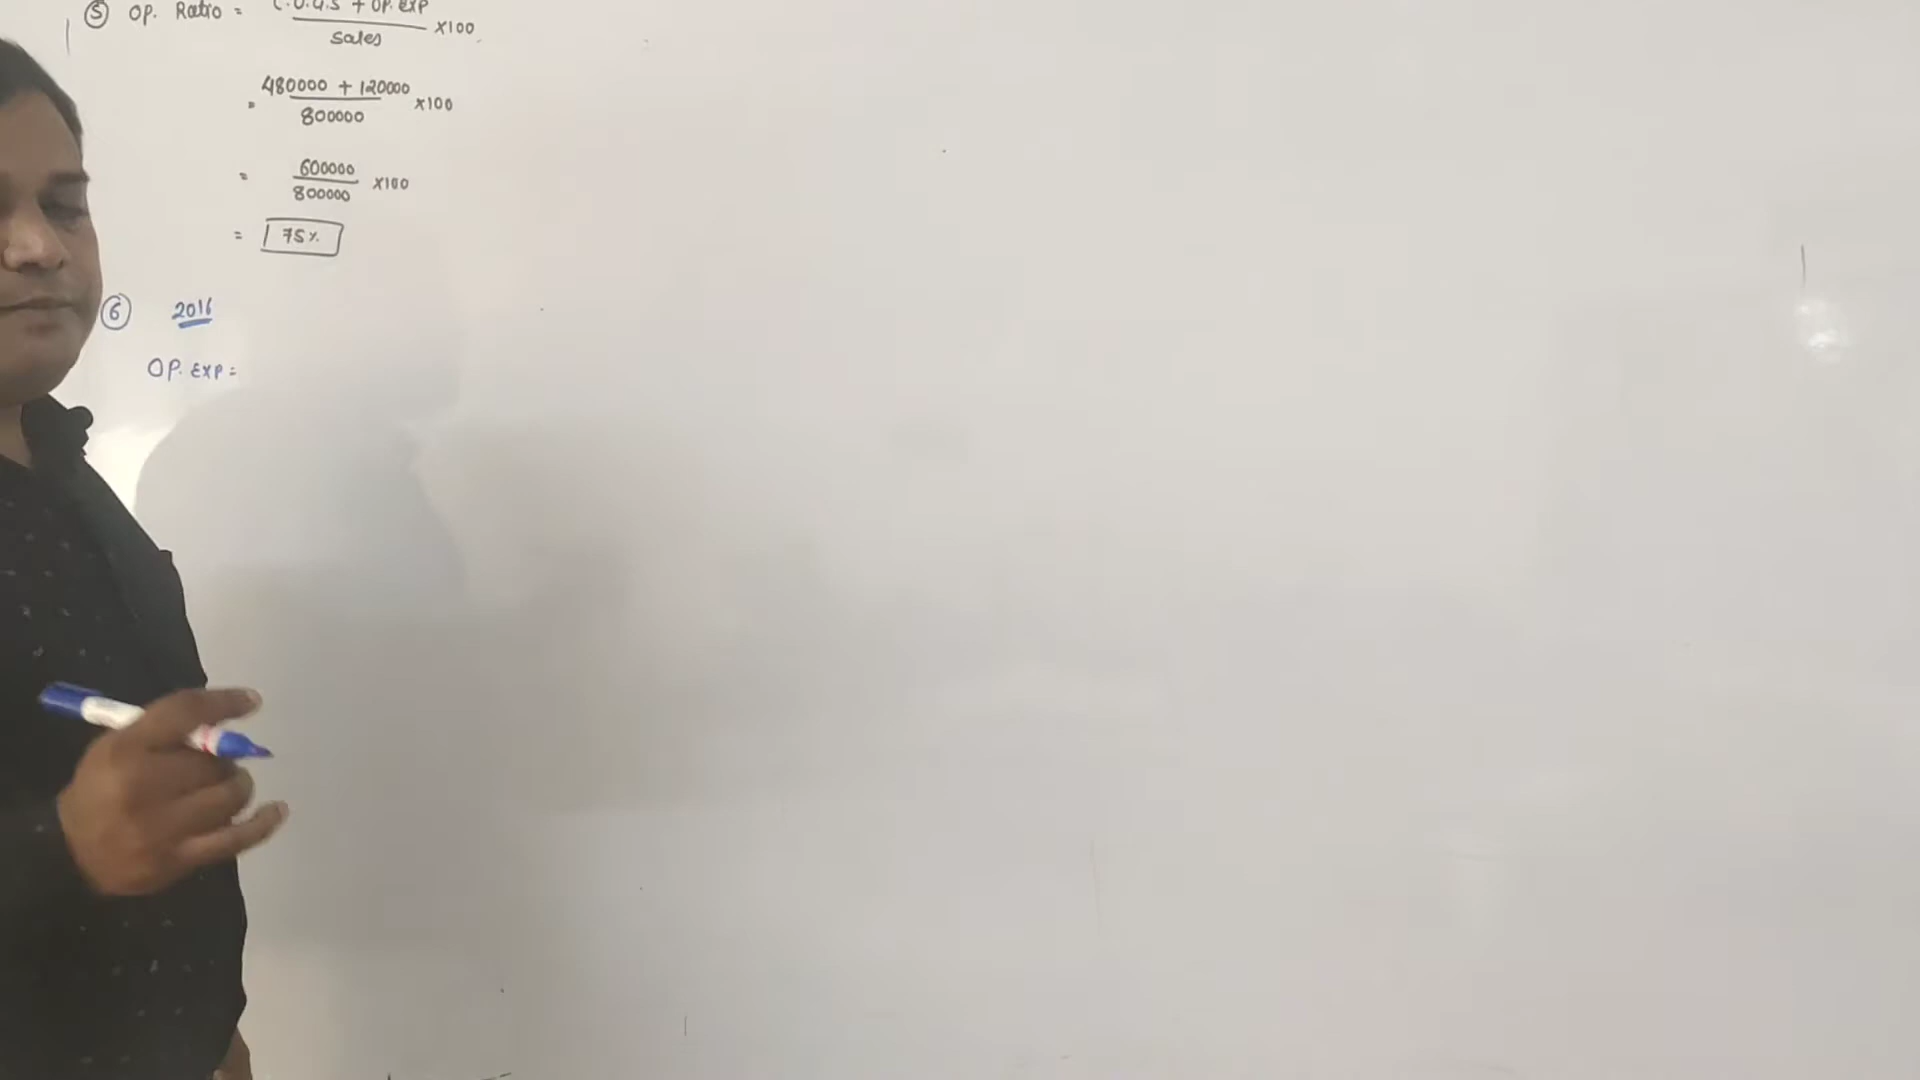 ⑤ Op. Ratio = C.O.G.S + Op. exp / Sales ×100
= 480000 + 120000 / 800000 ×100
= 600000 / 800000 ×100
= 75%
⑥ 2016
OP. Exp =